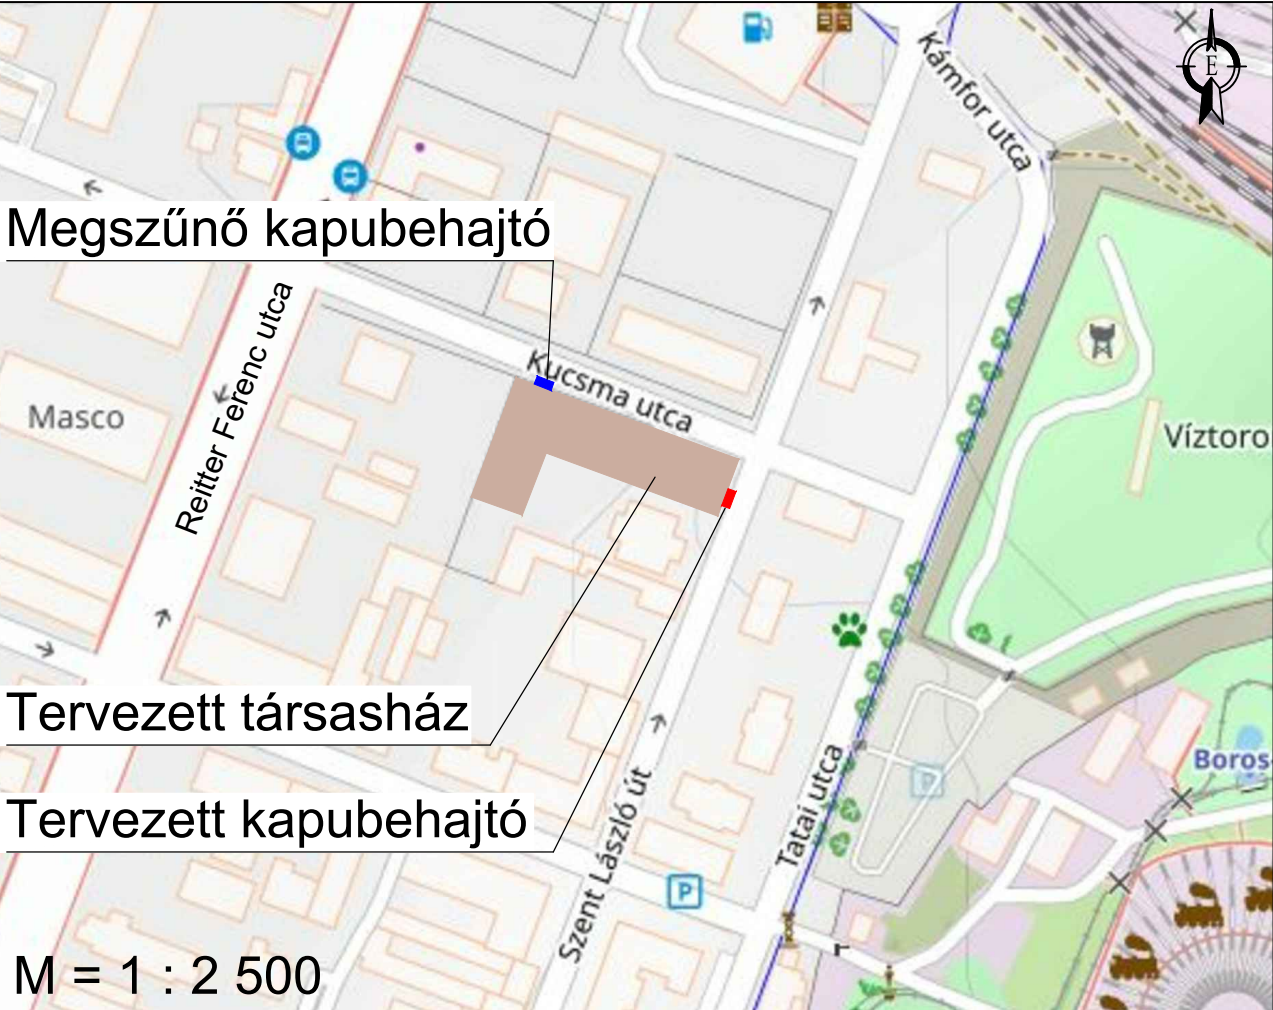 Kámfor utca
E
Megszűnő kapubehajtó
Reitter Ferenc utca
Kucsma utca
Masco
Víztoro
Tervezett társasház
Boros-
P
Tervezett kapubehajtó
Tatai utca
Szent László út
P
M = 1 : 2 500